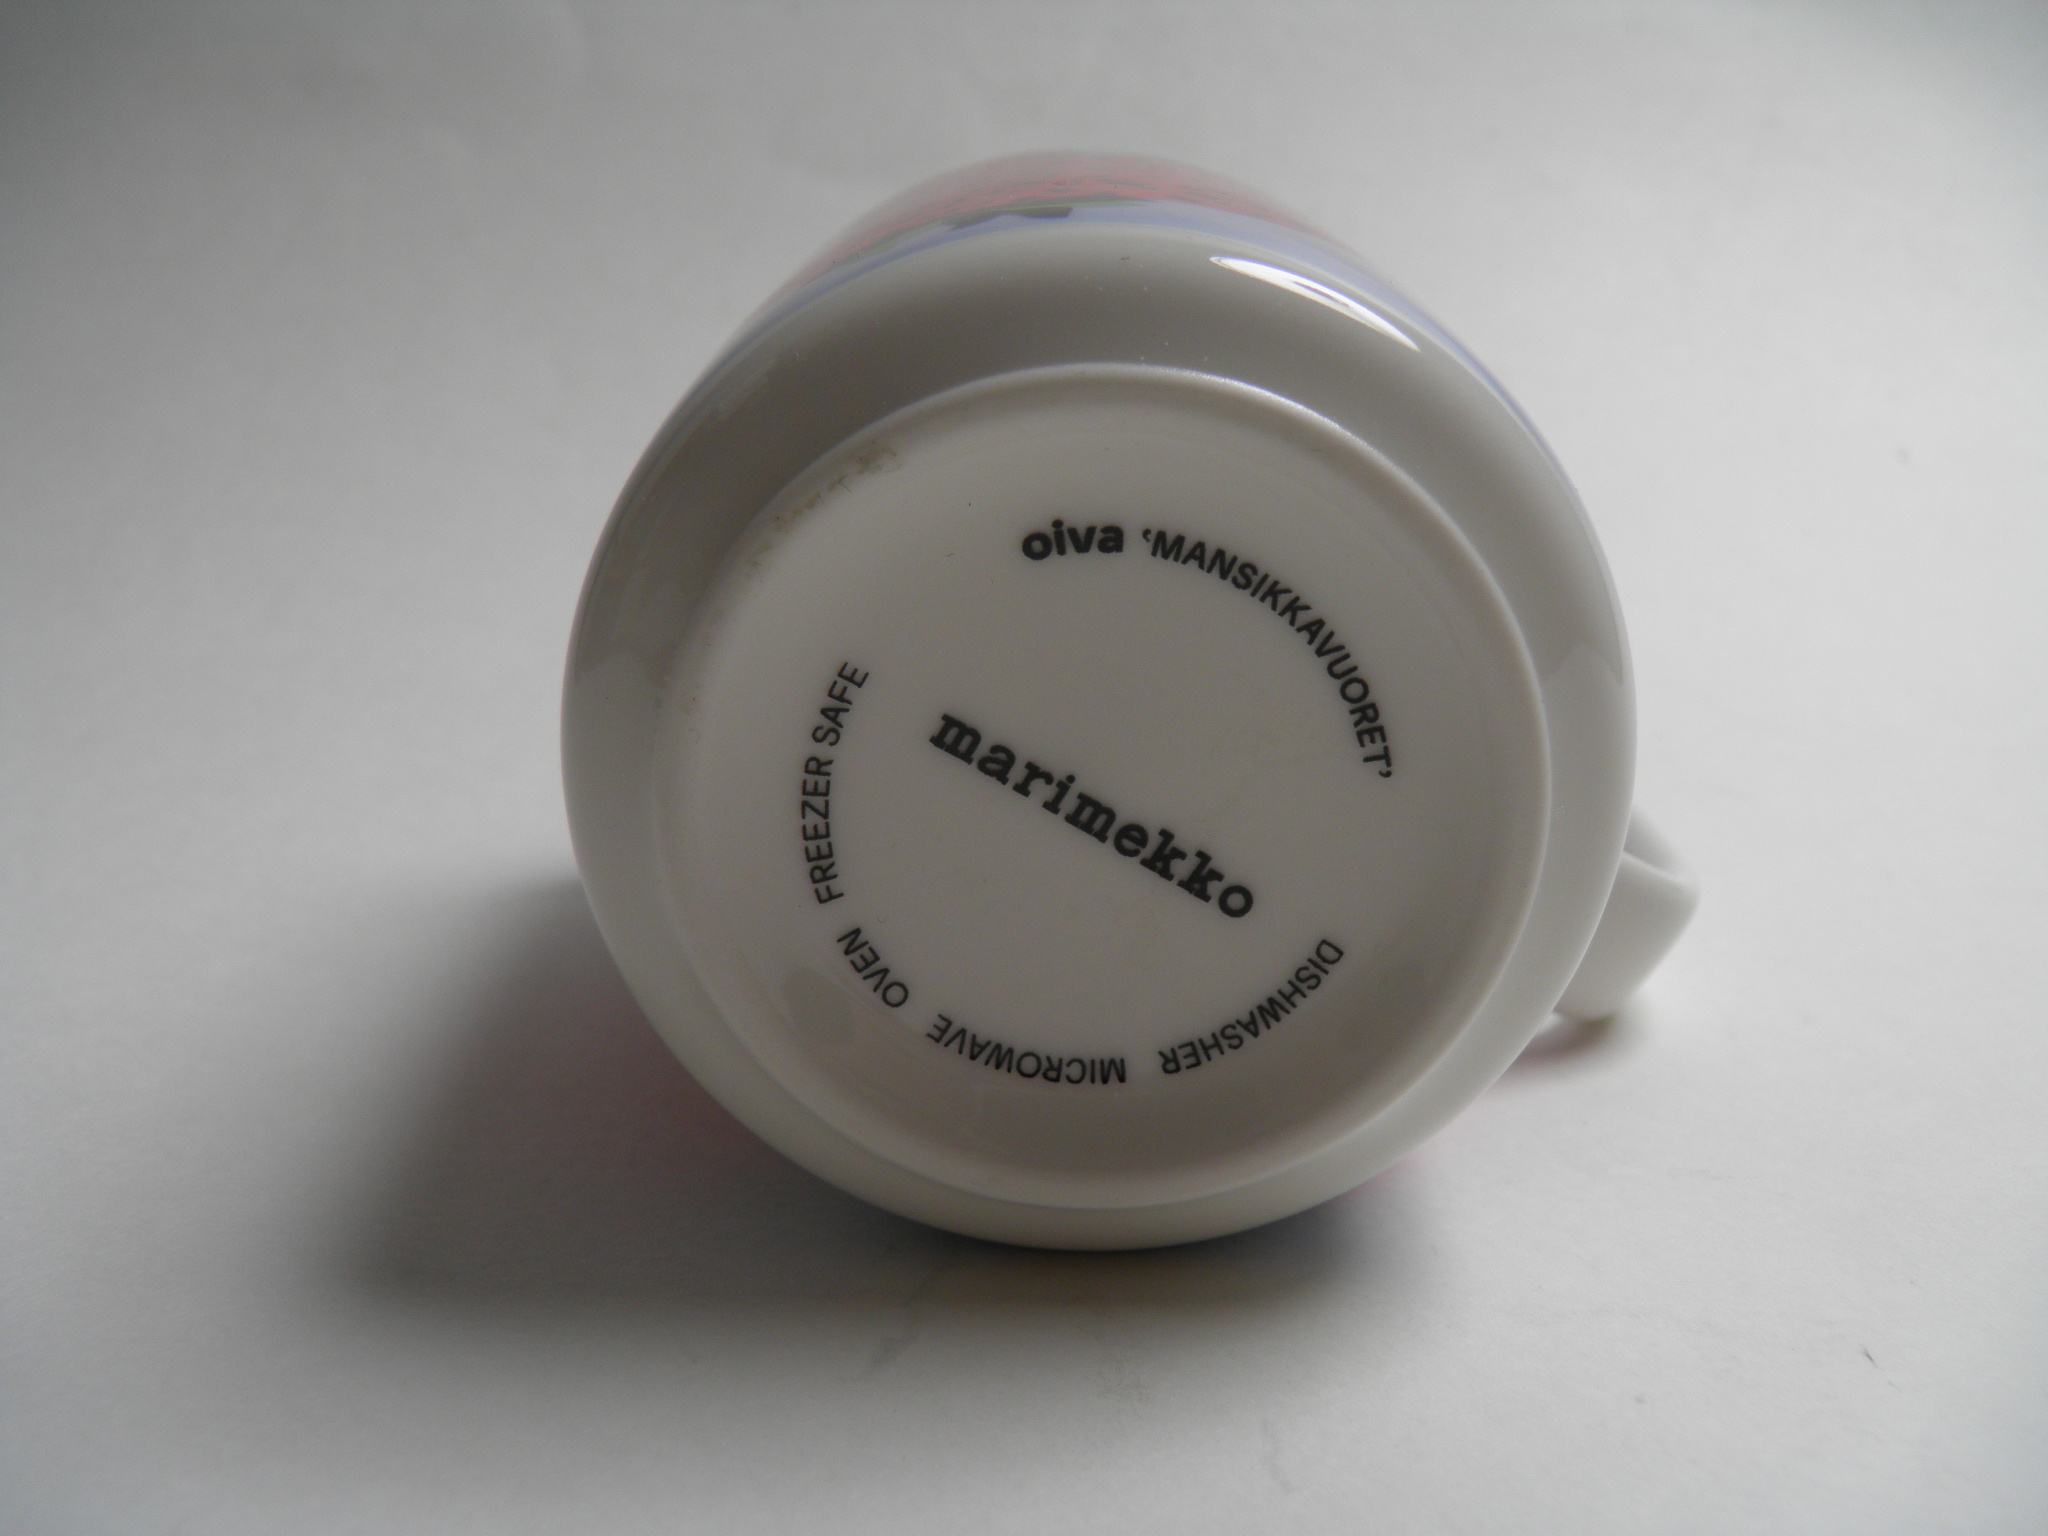 oiva 'MANSIKKAVUORET'
marimekko
DISHWASHER MICROWAVE OVEN FREEZER SAFE